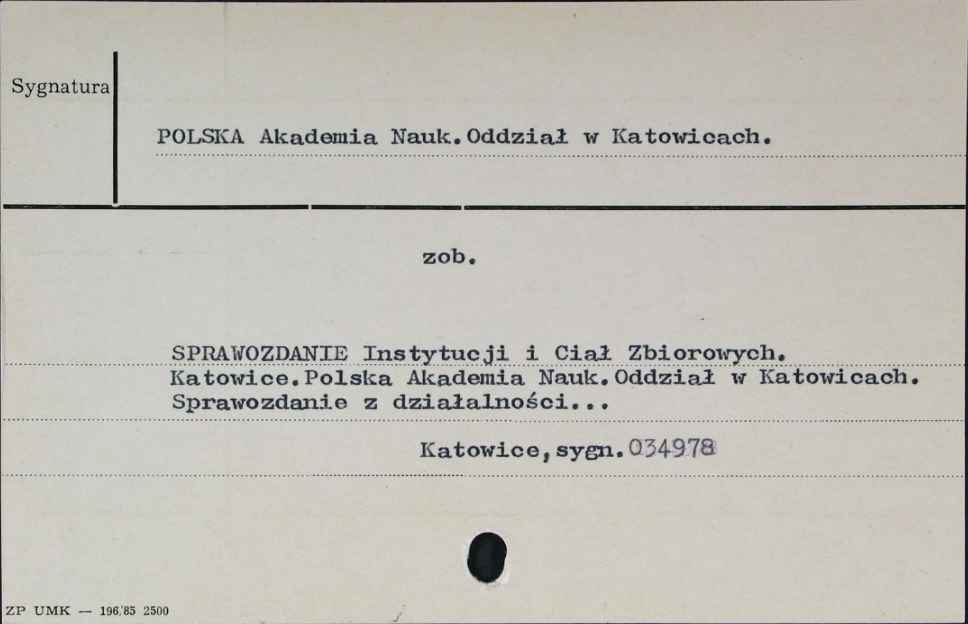 Sygnatura
POLSKA Akademia Nauk.Oddział w Katowicach.
zob.
SPRAWOZDANIE Instytucji i Ciał Zbiorowych.
Katowice.Polska Akademia Nauk.Oddział w Katowicach.
Sprawozdanie z działalności...
Katowice,sygn.034978
ZP UMK — 196/85 2500